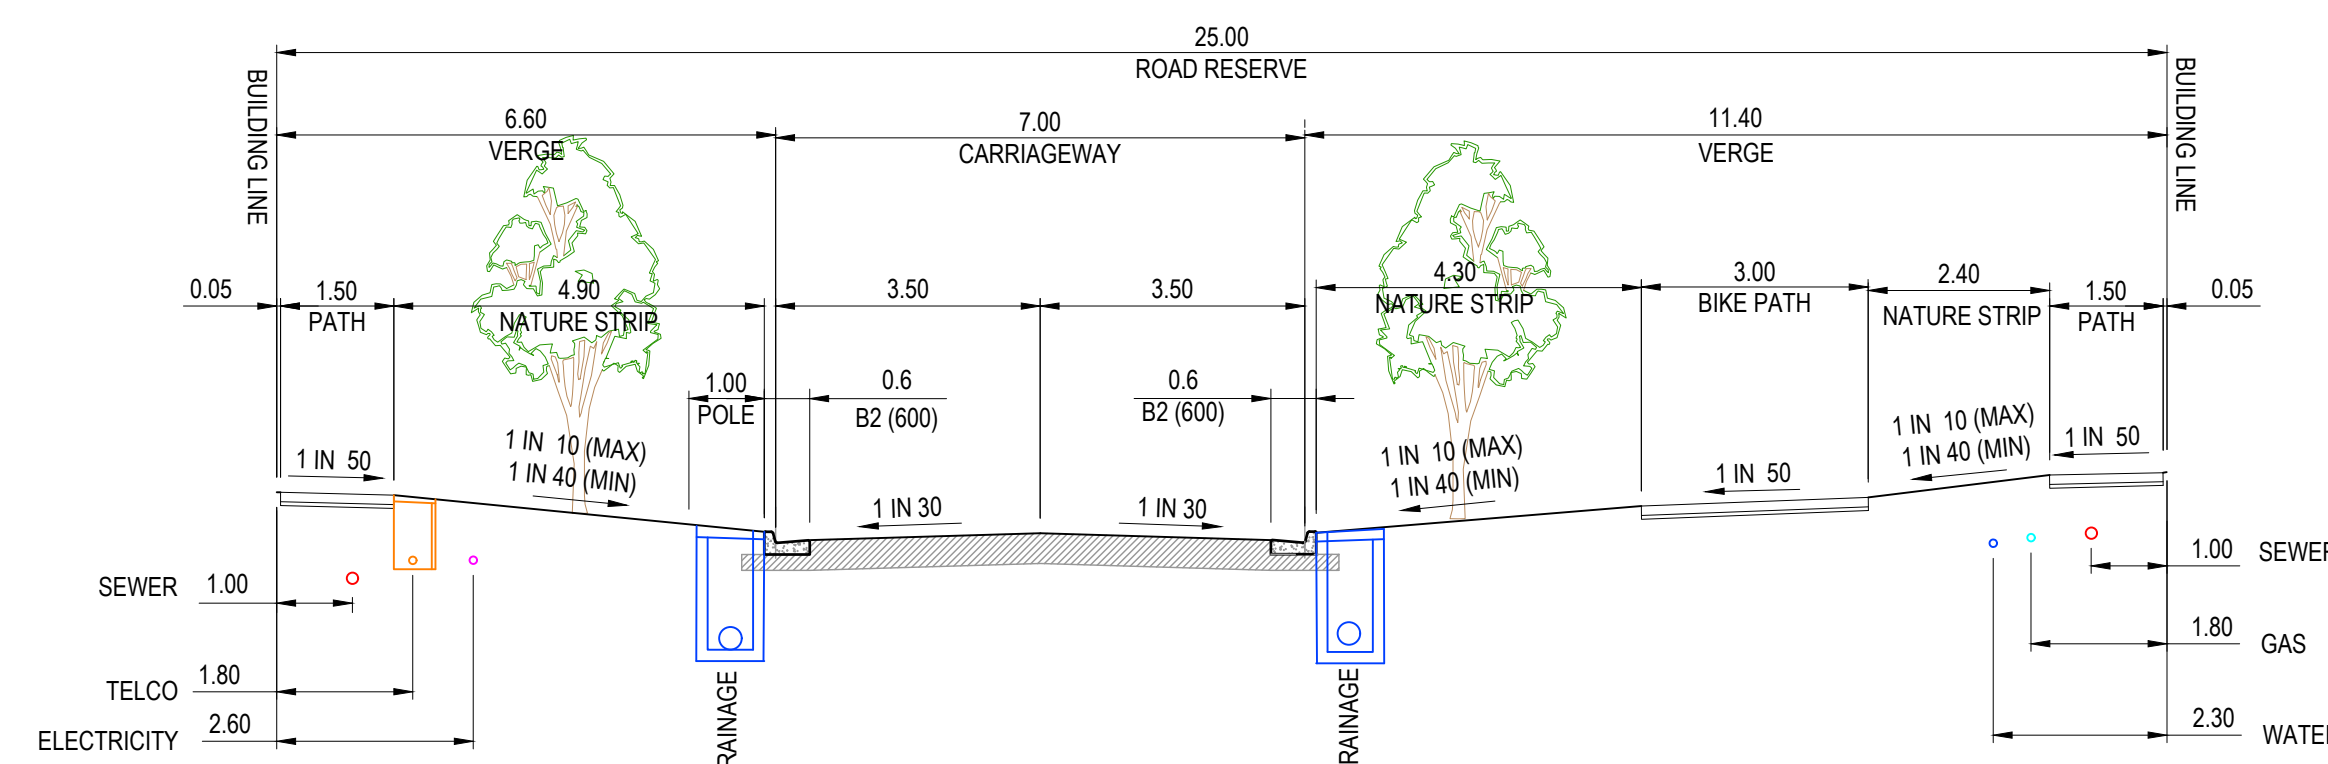 25.00
ROAD RESERVE
BUILDING LINE
BUILDING LINE
6.60
VERGE
7.00
CARRIAGEWAY
11.40
VERGE
0.05
1.50
PATH
4.90
NATURE STRIP
3.50
3.50
4.30
NATURE STRIP
3.00
BIKE PATH
2.40
NATURE STRIP
1.50
PATH
0.05
1.00
POLE
0.6
B2 (600)
0.6
B2 (600)
1 IN 50
1 IN 10 (MAX)
1 IN 40 (MIN)
1 IN 30
1 IN 30
1 IN 10 (MAX)
1 IN 40 (MIN)
1 IN 50
1 IN 10 (MAX)
1 IN 40 (MIN)
1 IN 50
SEWER 1.00
TELCO 1.80
ELECTRICITY 2.60
RAINAGE
RAINAGE
1.00 SEWER
1.80 GAS
2.30 WATE